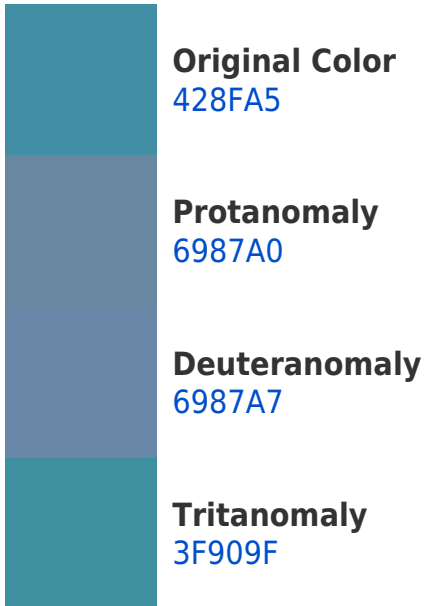 Original Color
428FA5
Protanomaly
6987A0
Deuteranomaly
6987A7
Tritanomaly
3F909F